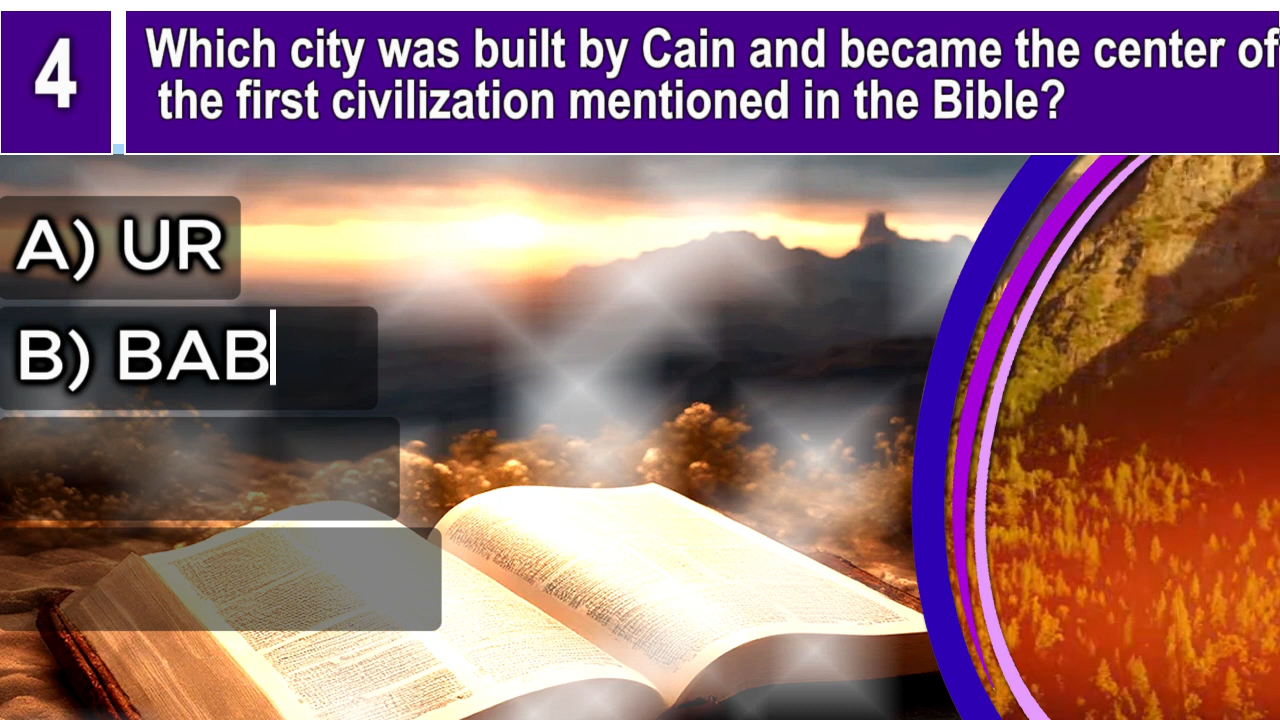 4
Which city was built by Cain and became the center of
the first civilization mentioned in the Bible?
A) UR
B) BAB